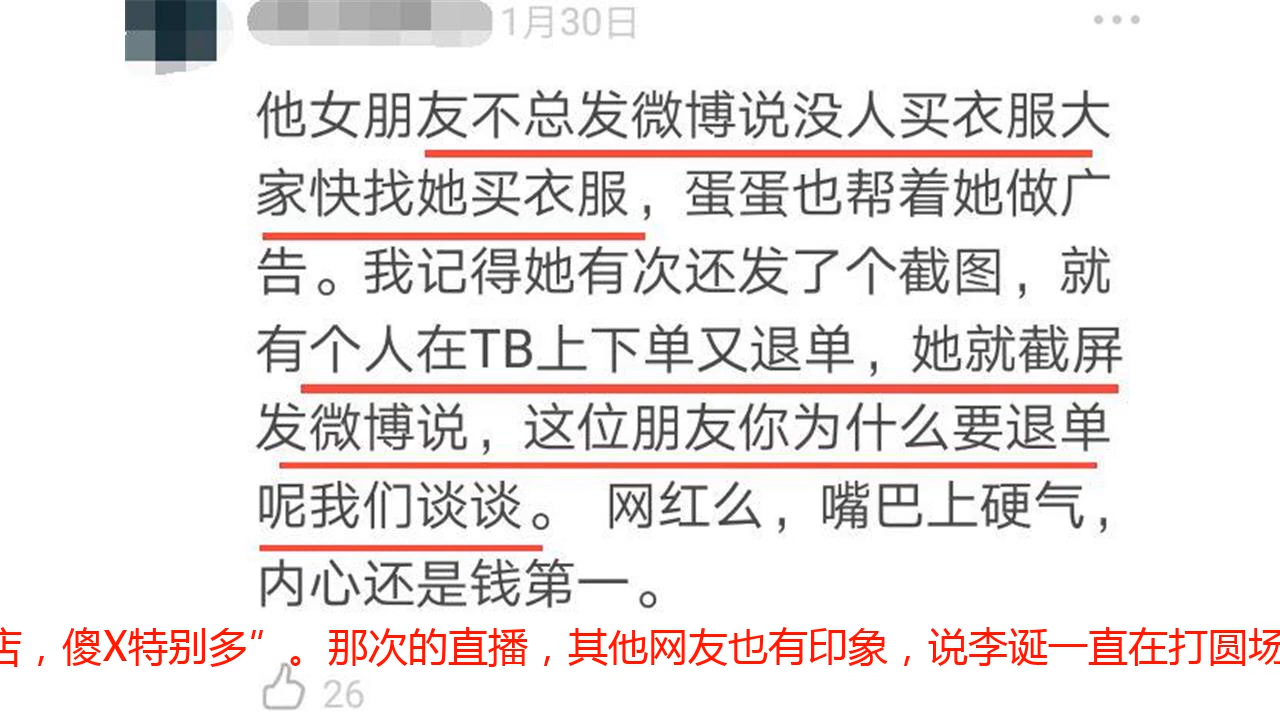 1月30日
他女朋友不总发微博说没人买衣服大
家快找她买衣服，蛋蛋也帮着她做广
告。我记得她有次还发了个截图，就
有个人在TB上下单又退单，她就截屏
发微博说，这位朋友你为什么要退单
呢我们谈谈。 网红么，嘴巴上硬气，
内心还是钱第一。
店，傻X特别多”。那次的直播，其他网友也有印象，说李诞一直在打圆场
26